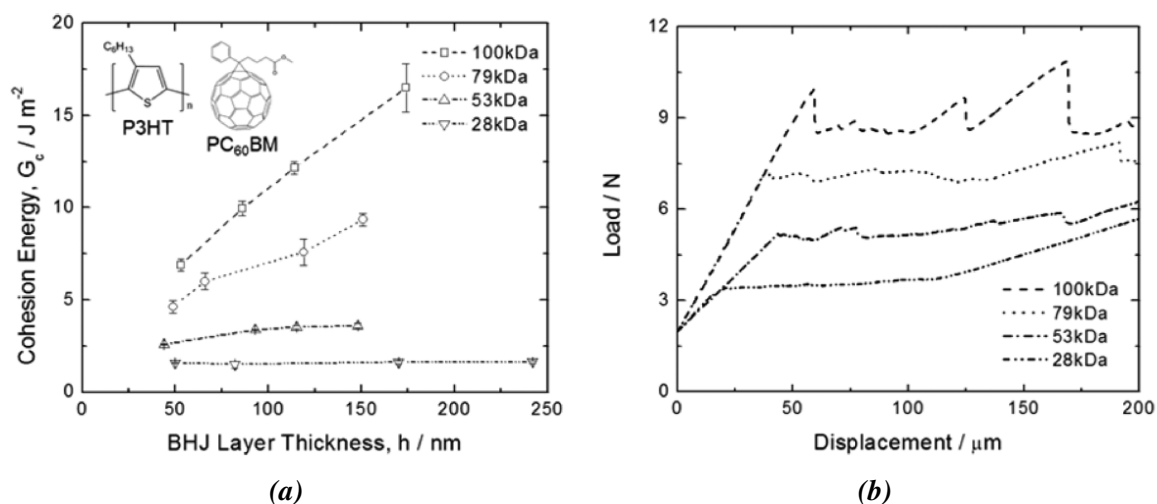 20
15
10
5
0
0
50
100
150
200
250
Cohesion Energy, G_c / J m⁻²
BHJ Layer Thickness, h / nm
C₆H₁₃
S
n
P3HT
O
O
PC₆₀BM
100kDa
79kDa
53kDa
28kDa
(a)
12
9
6
3
0
0
50
100
150
200
Load / N
Displacement / μm
100kDa
79kDa
53kDa
28kDa
(b)